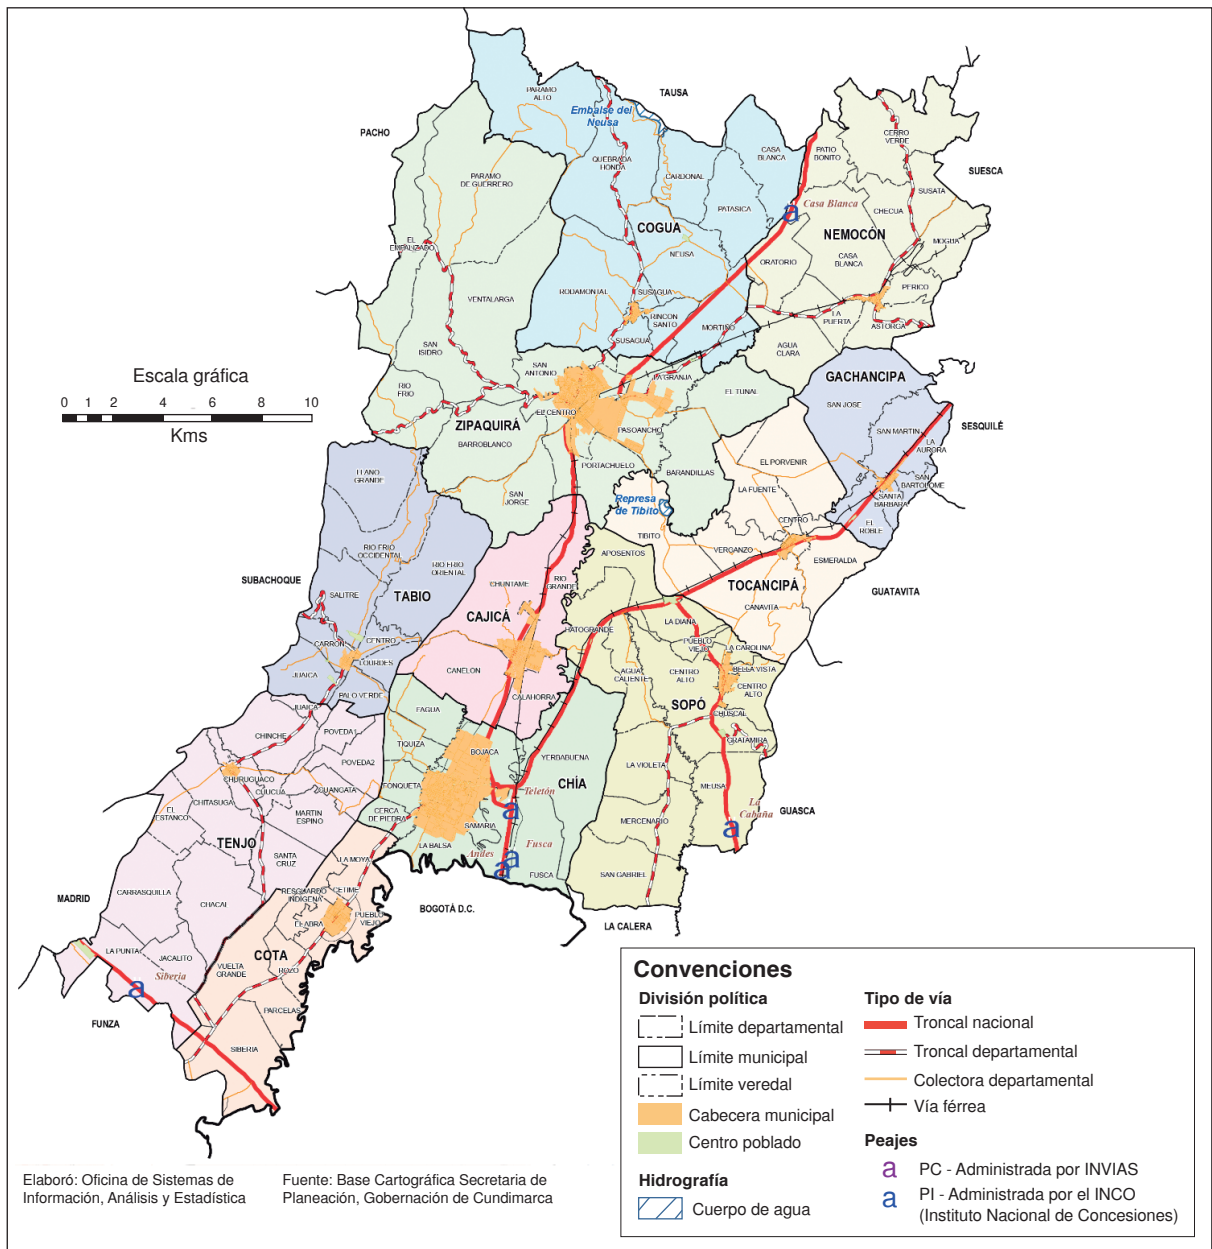 TAUSA
PARAMO
ALTO
Embalse del
Neusa
PACHO
CERRO
VERDE
CASA
BLANCA
PATIO
BONITO
QUEBRADA
HONDA
CARDONAL
SUESCA
PARAMO
DE GUERRERO
SUSATA
PATASICA
a
Casa Blanca
CHECUA
COGUA
NEMOCÓN
EL
EMPALIZADO
MOGUA
NEUSA
ORATORIO
CASA
BLANCA
RODAMONTAL
SUSAGUA
PERICO
VENTALARGA
RINCON
SANTO
LA
PUERTA
ASTORGA
MORTIÑO
SUSAGUA
SAN
ISIDRO
AGUA
CLARA
SAN
ANTONIO
Escala gráfica
LA GRANJA
GACHANCIPA
RIO
FRIO
EL TUNAL
0 1 2 4 6 8 10
Kms
EL CENTRO
SAN JOSE
ZIPAQUIRÁ
PASOANCHO
SAN MARTIN
SESQUILÉ
BARROBLANCO
LA
AURORA
PORTACHUELO
BARANDILLAS
EL PORVENIR
LLANO
GRANDE
SAN
BARTOLOME
LA FUENTE
SAN
JORGE
Represa
de Tibito
SANTA
BARBARA
CENTRO
EL
ROBLE
TIBITO
RIO FRIO
OCCIDENTAL
APOSENTOS
VERGANZO
ESMERALDA
RIO FRIO
ORIENTAL
SUBACHOQUE
CHUNTAME
RIO
GRANDE
TOCANCIPÁ
GUATAVITA
SALITRE
TABIO
CANAVITA
CAJICÁ
HATOGRANDE
LA DIANA
CARRON
CENTRO
PUEBLO
VIEJO
LA CAROLINA
LOURDES
CANELON
AGUA
CALIENTE
CENTRO
ALTO
BELLA VISTA
JUAICA
CENTRO
ALTO
PALO VERDE
CALAHORRA
SOPÓ
JUAICA
FAGUA
CHUSCAL
CHINCHE
POVEDA1
TIQUIZA
BOJACA
GRATAMIRA
YERBABUENA
POVEDA2
LA VIOLETA
CHURUGUACO
FONQUETA
CHÍA
MEUSA
CUCUCUA
GUANGATA
Teletón
CHITASUGA
a
EL
ESTANCO
MARTIN
ESPINO
CERCA
DE PIEDRA
La
Cabaña
GUASCA
SAMARIA
MERCENARIO
a
TENJO
LA BALSA
Andes
Fusca
LA MOYA
a
SANTA
CRUZ
a
FUSCA
SAN GABRIEL
CARRASQUILLA
RESGUARDO
INDIGENA
CETIME
MADRID
CHACAL
BOGOTÁ D.C.
PUEBLO
VIEJO
LA CALERA
EL ABRA
LA PUNTA
JACALITO
COTA
VUELTA
GRANDE
ROZO
Siberia
a
PARCELAS
FUNZA
SIBERIA
Convenciones
División política
Límite departamental
Límite municipal
Límite veredal
Cabecera municipal
Centro poblado
Hidrografía
Cuerpo de agua
Tipo de vía
Troncal nacional
Troncal departamental
Colectora departamental
Vía férrea
Peajes
a PC - Administrada por INVIAS
a PI - Administrada por el INCO
(Instituto Nacional de Concesiones)
Elaboró: Oficina de Sistemas de
Información, Análisis y Estadística
Fuente: Base Cartográfica Secretaria de
Planeación, Gobernación de Cundimarca